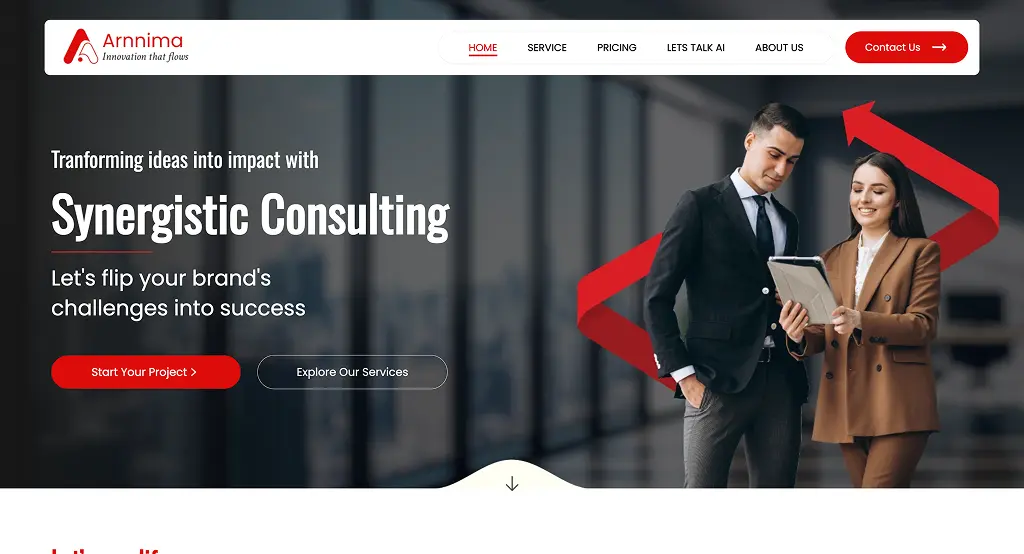 Arnnima
Innovation that flows
HOME SERVICE PRICING LETS TALK AI ABOUT US Contact Us
Tranforming ideas into impact with
Synergistic Consulting
Let's flip your brand's
challenges into success
Start Your Project
Explore Our Services